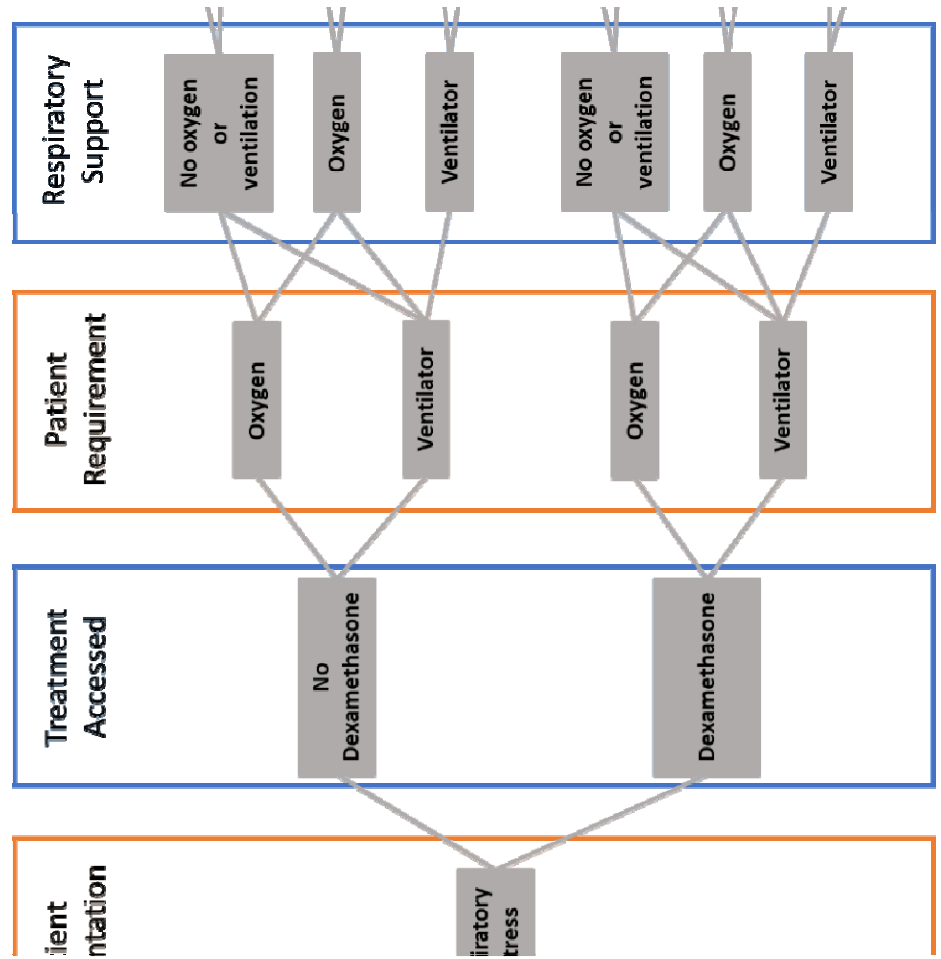 ient
ntation
Treatment
Accessed
Patient
Requirement
Respiratory
Support
iratory
tress
No
Dexamethasone
Dexamethasone
Oxygen
Ventilator
Oxygen
Ventilator
No oxygen
or
ventilation
Oxygen
Ventilator
No oxygen
or
ventilation
Oxygen
Ventilator